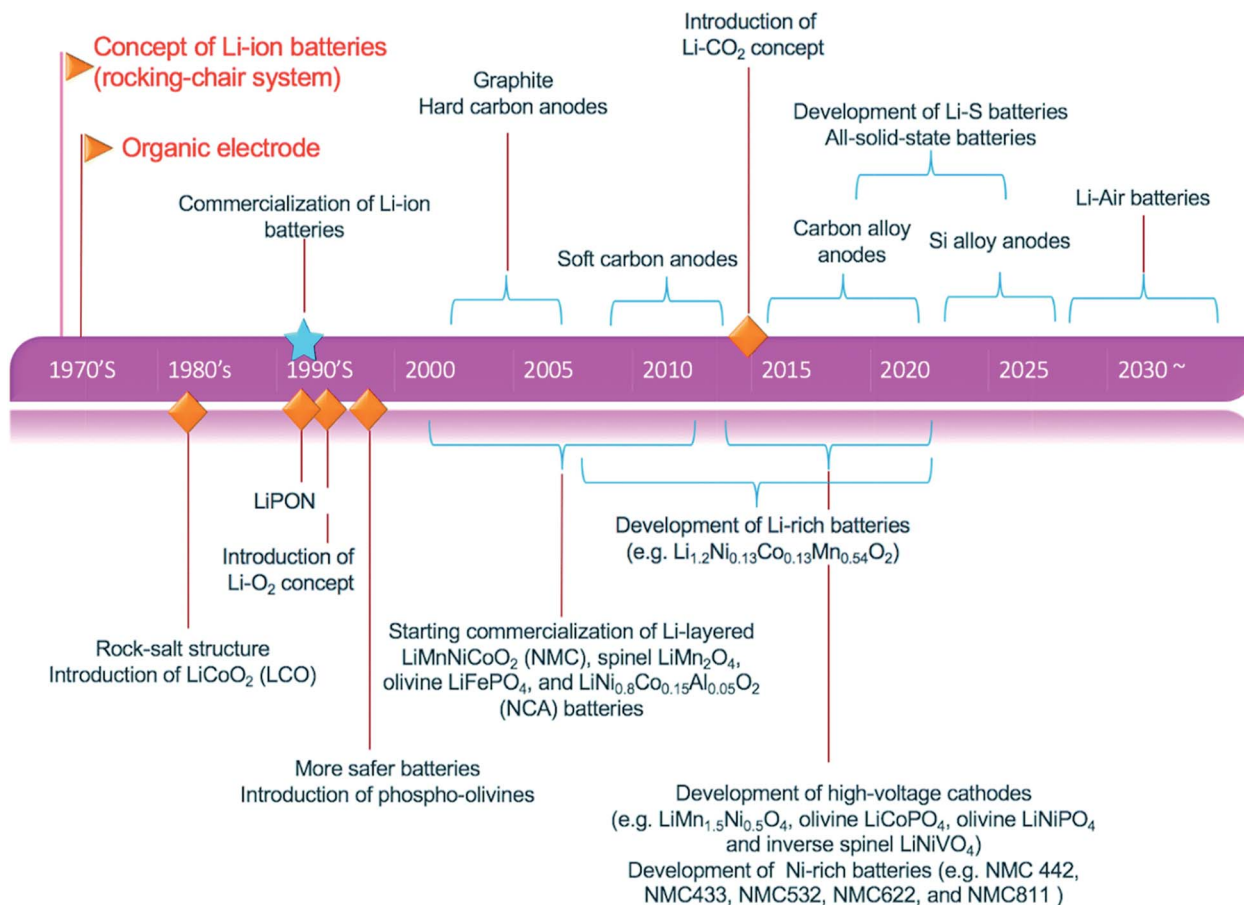 Concept of Li-ion batteries
(rocking-chair system)
Organic electrode
Commercialization of Li-ion
batteries
Graphite
Hard carbon anodes
Soft carbon anodes
Introduction of
Li-CO₂ concept
Development of Li-S batteries
All-solid-state batteries
Carbon alloy
anodes
Si alloy anodes
Li-Air batteries
1970'S
1980's
1990'S
2000
2005
2010
2015
2020
2025
2030 ~
LiPON
Introduction of
Li-O₂ concept
Rock-salt structure
Introduction of LiCoO₂ (LCO)
More safer batteries
Introduction of phospho-olivines
Starting commercialization of Li-layered
LiMnNiCoO₂ (NMC), spinel LiMn₂O₄,
olivine LiFePO₄, and LiNi₀.₈Co₀.₁₅Al₀.₀₅O₂
(NCA) batteries
Development of Li-rich batteries
(e.g. Li₁.₂Ni₀.₁₃Co₀.₁₃Mn₀.₅₄O₂)
Development of high-voltage cathodes
(e.g. LiMn₁.₅Ni₀.₅O₄, olivine LiCoPO₄, olivine LiNiPO₄
and inverse spinel LiNiVO₄)
Development of Ni-rich batteries (e.g. NMC 442,
NMC433, NMC532, NMC622, and NMC811 )